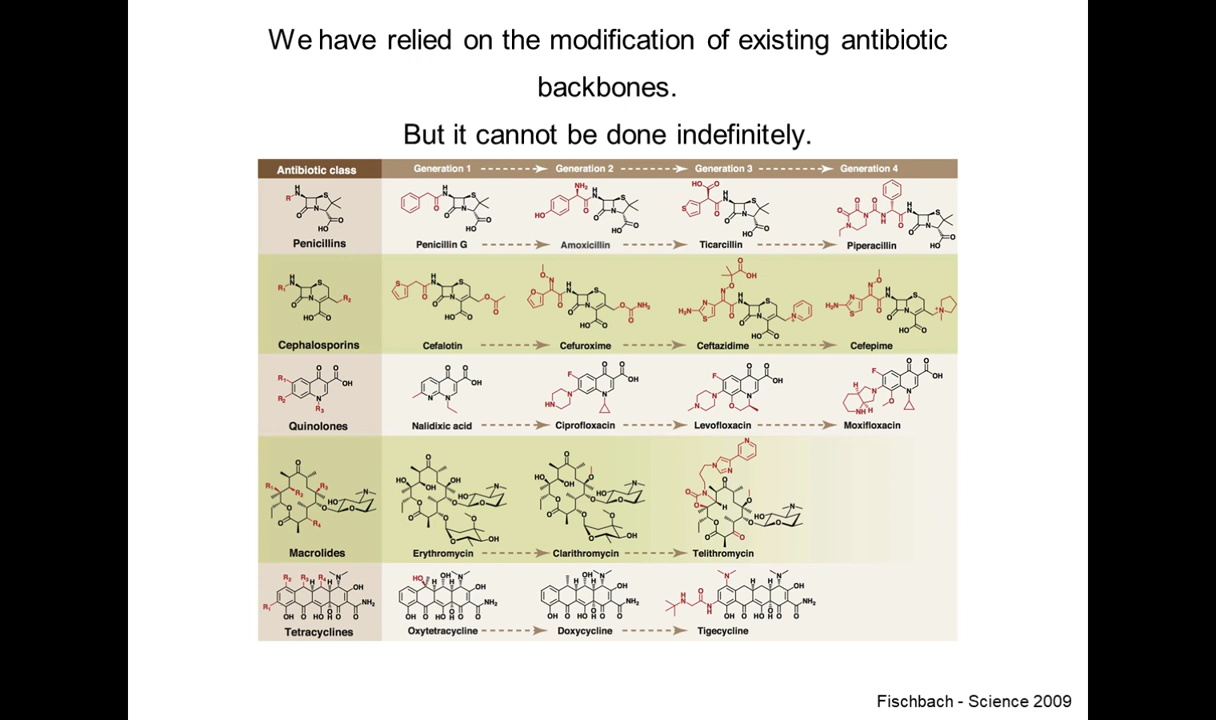 We have relied on the modification of existing antibiotic
backbones.
But it cannot be done indefinitely.
Antibiotic class Generation 1 Generation 2 Generation 3 Generation 4
Penicillins Penicillin G Amoxicillin Ticarcillin Piperacillin
Cephalosporins Cefalotin Cefuroxime Ceftazidime Cefepime
Quinolones Nalidixic acid Ciprofloxacin Levofloxacin Moxifloxacin
Macrolides Erythromycin Clarithromycin Telithromycin
Tetracyclines Oxytetracycline Doxycycline Tigecycline
Fischbach - Science 2009